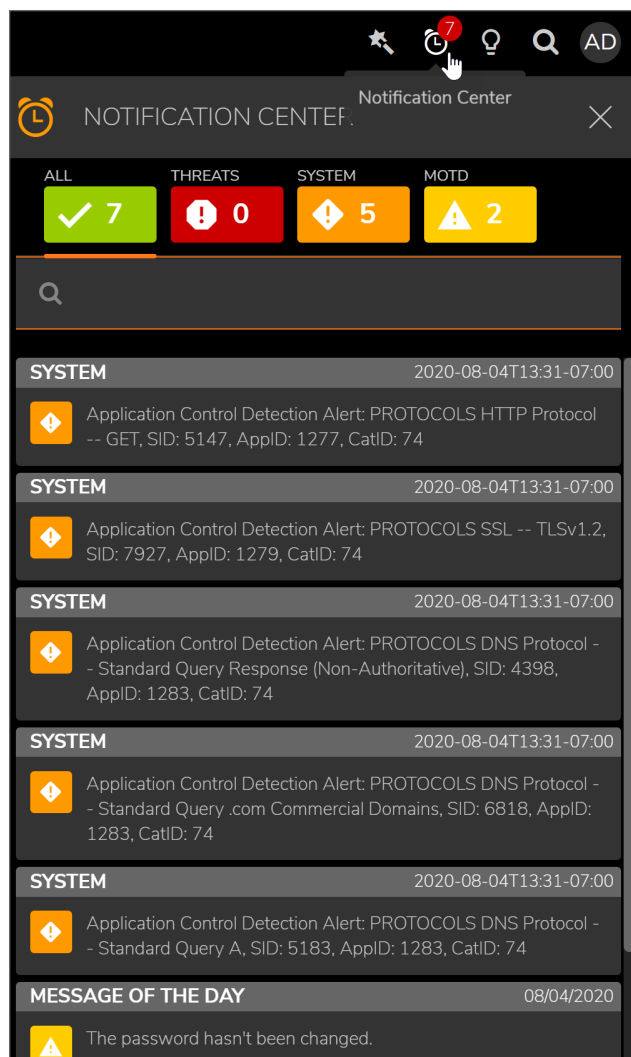 7
AD
Notification Center
NOTIFICATION CENTER
ALL THREATS SYSTEM MOTD
7 0 5 2
SYSTEM 2020-08-04T13:31-07:00
Application Control Detection Alert: PROTOCOLS HTTP Protocol
-- GET, SID: 5147, AppID: 1277, CatID: 74
SYSTEM 2020-08-04T13:31-07:00
Application Control Detection Alert: PROTOCOLS SSL -- TLSv1.2,
SID: 7927, AppID: 1279, CatID: 74
SYSTEM 2020-08-04T13:31-07:00
Application Control Detection Alert: PROTOCOLS DNS Protocol -
- Standard Query Response (Non-Authoritative), SID: 4398,
AppID: 1283, CatID: 74
SYSTEM 2020-08-04T13:31-07:00
Application Control Detection Alert: PROTOCOLS DNS Protocol -
- Standard Query .com Commercial Domains, SID: 6818, AppID:
1283, CatID: 74
SYSTEM 2020-08-04T13:31-07:00
Application Control Detection Alert: PROTOCOLS DNS Protocol -
- Standard Query A, SID: 5183, AppID: 1283, CatID: 74
MESSAGE OF THE DAY 08/04/2020
The password hasn't been changed.